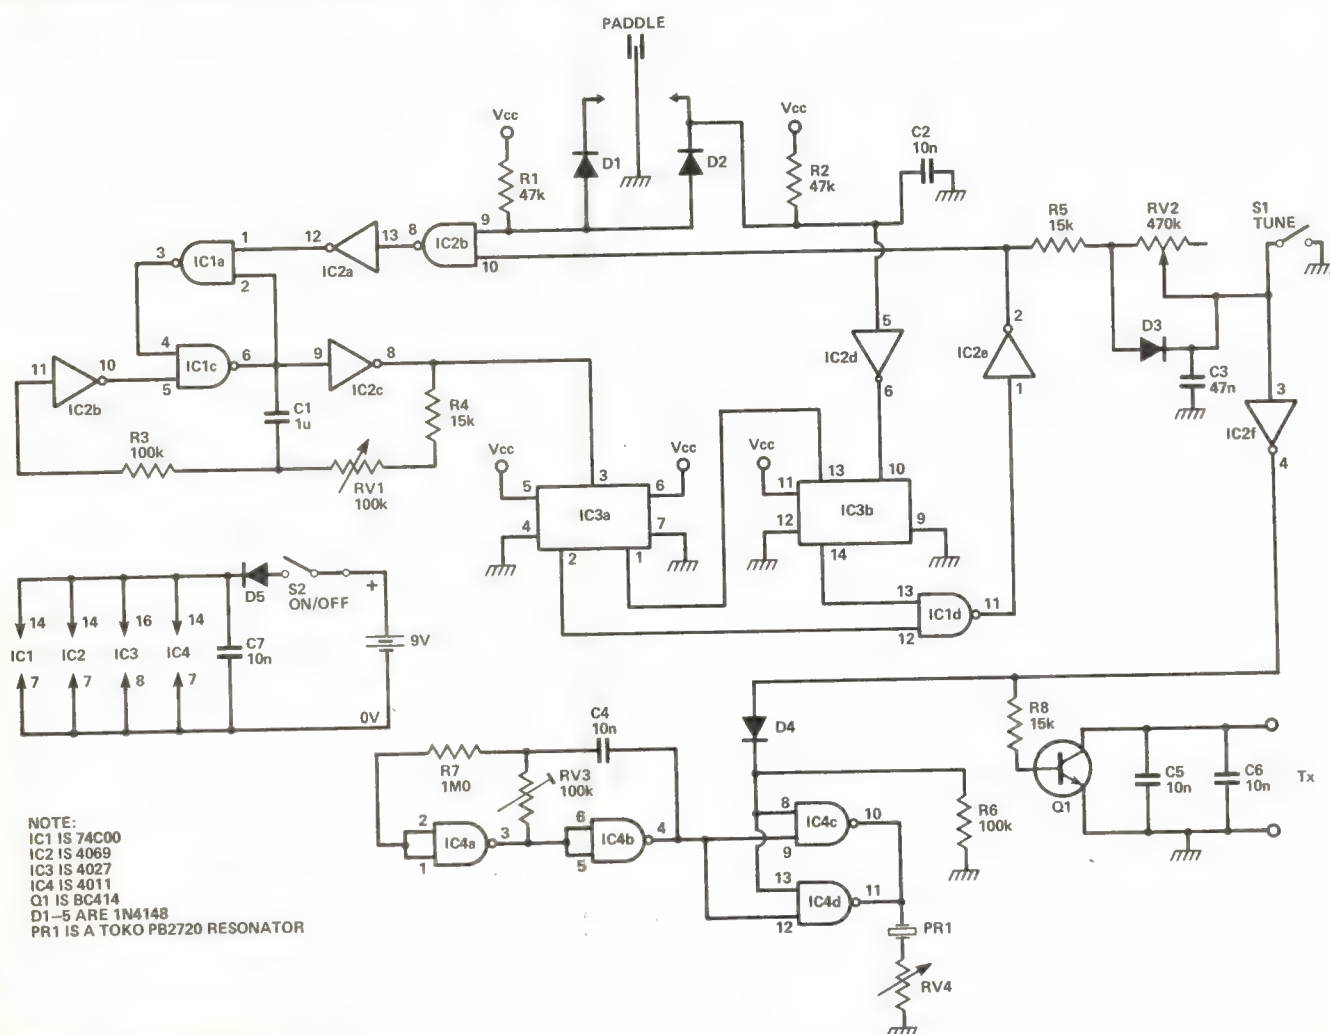 PADDLE
Vcc
R1
47k
D1
D2
Vcc
R2
47k
C2
10n
R5
15k
RV2
470k
S1
TUNE
3
IC1a
1
2
12
IC2a
13
8
IC2b
9
10
11
IC2b
10
4
5
IC1c
6
9
IC2c
8
C1
1u
R4
15k
R3
100k
RV1
100k
5
IC2d
6
2
IC2e
1
D3
C3
47n
3
IC2f
4
Vcc
5
3
6
Vcc
IC3a
4
7
2
1
Vcc
11
13
10
IC3b
12
9
14
13
12
IC1d
11
D5
S2
ON/OFF
+
9V
0V
C7
10n
14
14
16
14
IC1
IC2
IC3
IC4
7
7
8
7
R7
1M0
C4
10n
RV3
100k
2
1
IC4a
3
6
5
IC4b
4
D4
8
9
IC4c
10
13
12
IC4d
11
R6
100k
PR1
RV4
R8
15k
Q1
C5
10n
C6
10n
Tx
NOTE:
IC1 IS 74C00
IC2 IS 4069
IC3 IS 4027
IC4 IS 4011
Q1 IS BC414
D1–5 ARE 1N4148
PR1 IS A TOKO PB2720 RESONATOR